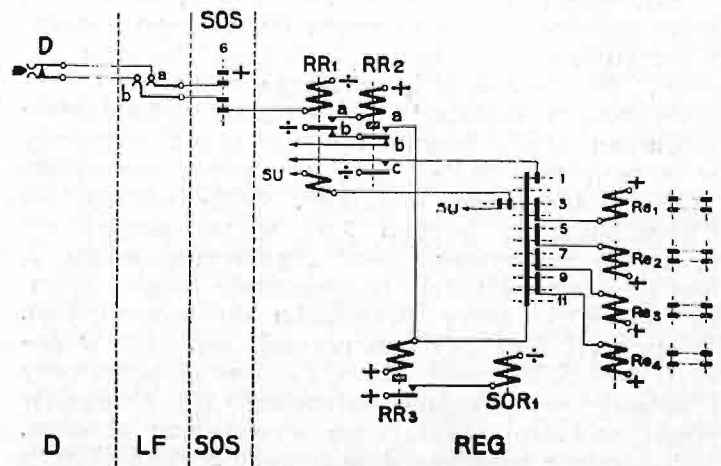 SOS
D
6
+
a
b
RR1
RR2
÷
+
a
a
÷
b
b
b
÷
c
SU
SU
1
3
5
7
9
11
+
Re1
Re2
+
Re3
+
Re4
+
+
+
RR3
÷
SOR1
D
LF
SOS
REG